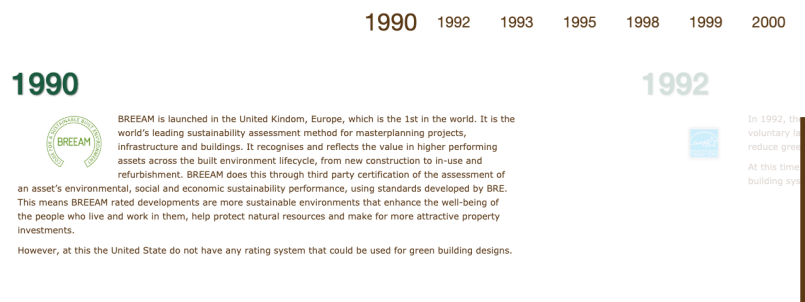 1990 1992 1993 1995 1998 1999 2000
1990
1992
BREEAM
BREEAM is launched in the United Kindom, Europe, which is the 1st in the world. It is the
world's leading sustainability assessment method for masterplanning projects,
infrastructure and buildings. It recognises and reflects the value in higher performing
assets across the built environment lifecycle, from new construction to in-use and
refurbishment. BREEAM does this through third party certification of the assessment of
an asset's environmental, social and economic sustainability performance, using standards developed by BRE.
This means BREEAM rated developments are more sustainable environments that enhance the well-being of
the people who live and work in them, help protect natural resources and make for more attractive property
investments.
However, at this the United State do not have any rating system that could be used for green building designs.
In 1992, th
voluntary la
reduce gree
At this time
building sys